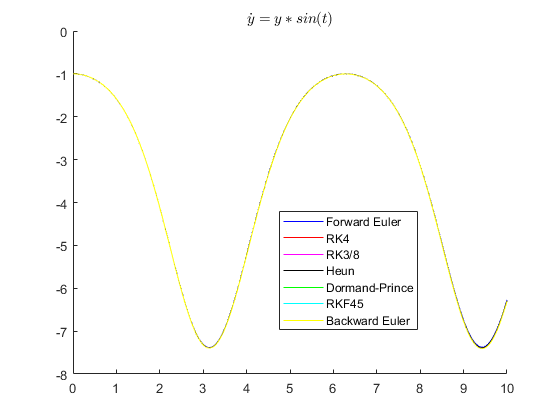 ẏ = y ∗ sin(t)
0
-1
-2
-3
-4
-5
-6
-7
-8
Forward Euler
RK4
RK3/8
Heun
Dormand-Prince
RKF45
Backward Euler
0 1 2 3 4 5 6 7 8 9 10